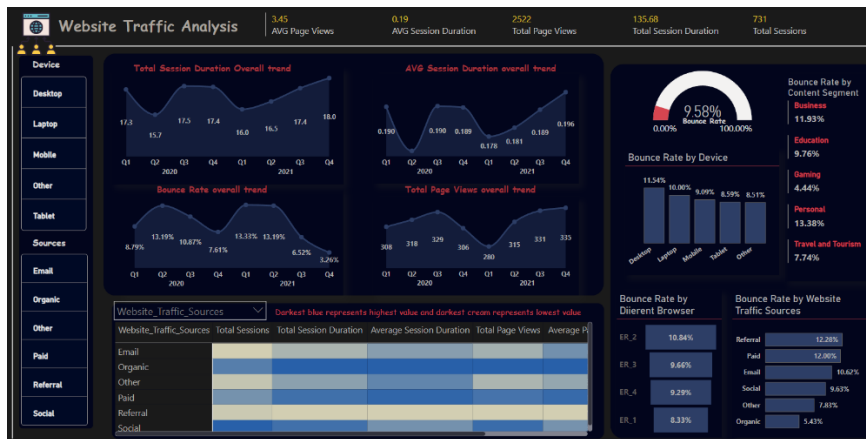 Website Traffic Analysis
3.45
AVG Page Views
0.19
AVG Session Duration
2522
Total Page Views
135.68
Total Session Duration
731
Total Sessions
Device
Desktop
Laptop
Mobile
Other
Tablet
Sources
Email
Organic
Other
Paid
Referral
Social
Total Session Duration Overall trend
17.3
15.7
17.5
17.4
16.0
16.5
17.4
18.0
Q1 Q2 Q3 Q4 Q1 Q2 Q3 Q4
2020 2021
AVG Session Duration overall trend
0.190
0.190
0.189
0.178
0.181
0.189
0.196
Q1 Q2 Q3 Q4 Q1 Q2 Q3 Q4
2020 2021
Bounce Rate overall trend
8.79%
13.19%
10.87%
7.61%
13.33%
13.19%
6.52%
3.26%
Q1 Q2 Q3 Q4 Q1 Q2 Q3 Q4
2020 2021
Total Page Views overall trend
308
318
329
306
280
315
331
335
Q1 Q2 Q3 Q4 Q1 Q2 Q3 Q4
2020 2021
Website_Traffic_Sources
Darkest blue represents highest value and darkest cream represents lowest value
Website_Traffic_Sources Total Sessions Total Session Duration Average Session Duration Total Page Views Average P
Email
Organic
Other
Paid
Referral
Social
9.58%
Bounce Rate
0.00% 100.00%
Bounce Rate by Device
11.54% 10.00% 9.09% 8.59% 8.51%
Desktop Laptop Mobile Tablet Other
Bounce Rate by
Content Segment
Business
11.93%
Education
9.76%
Gaming
4.44%
Personal
13.38%
Travel and Tourism
7.74%
Bounce Rate by
Diierent Browser
ER_2 10.84%
ER_3 9.66%
ER_4 9.29%
ER_1 8.33%
Bounce Rate by Website
Traffic Sources
Referral 12.28%
Paid 12.00%
Email 10.62%
Social 9.63%
Other 7.83%
Organic 5.43%